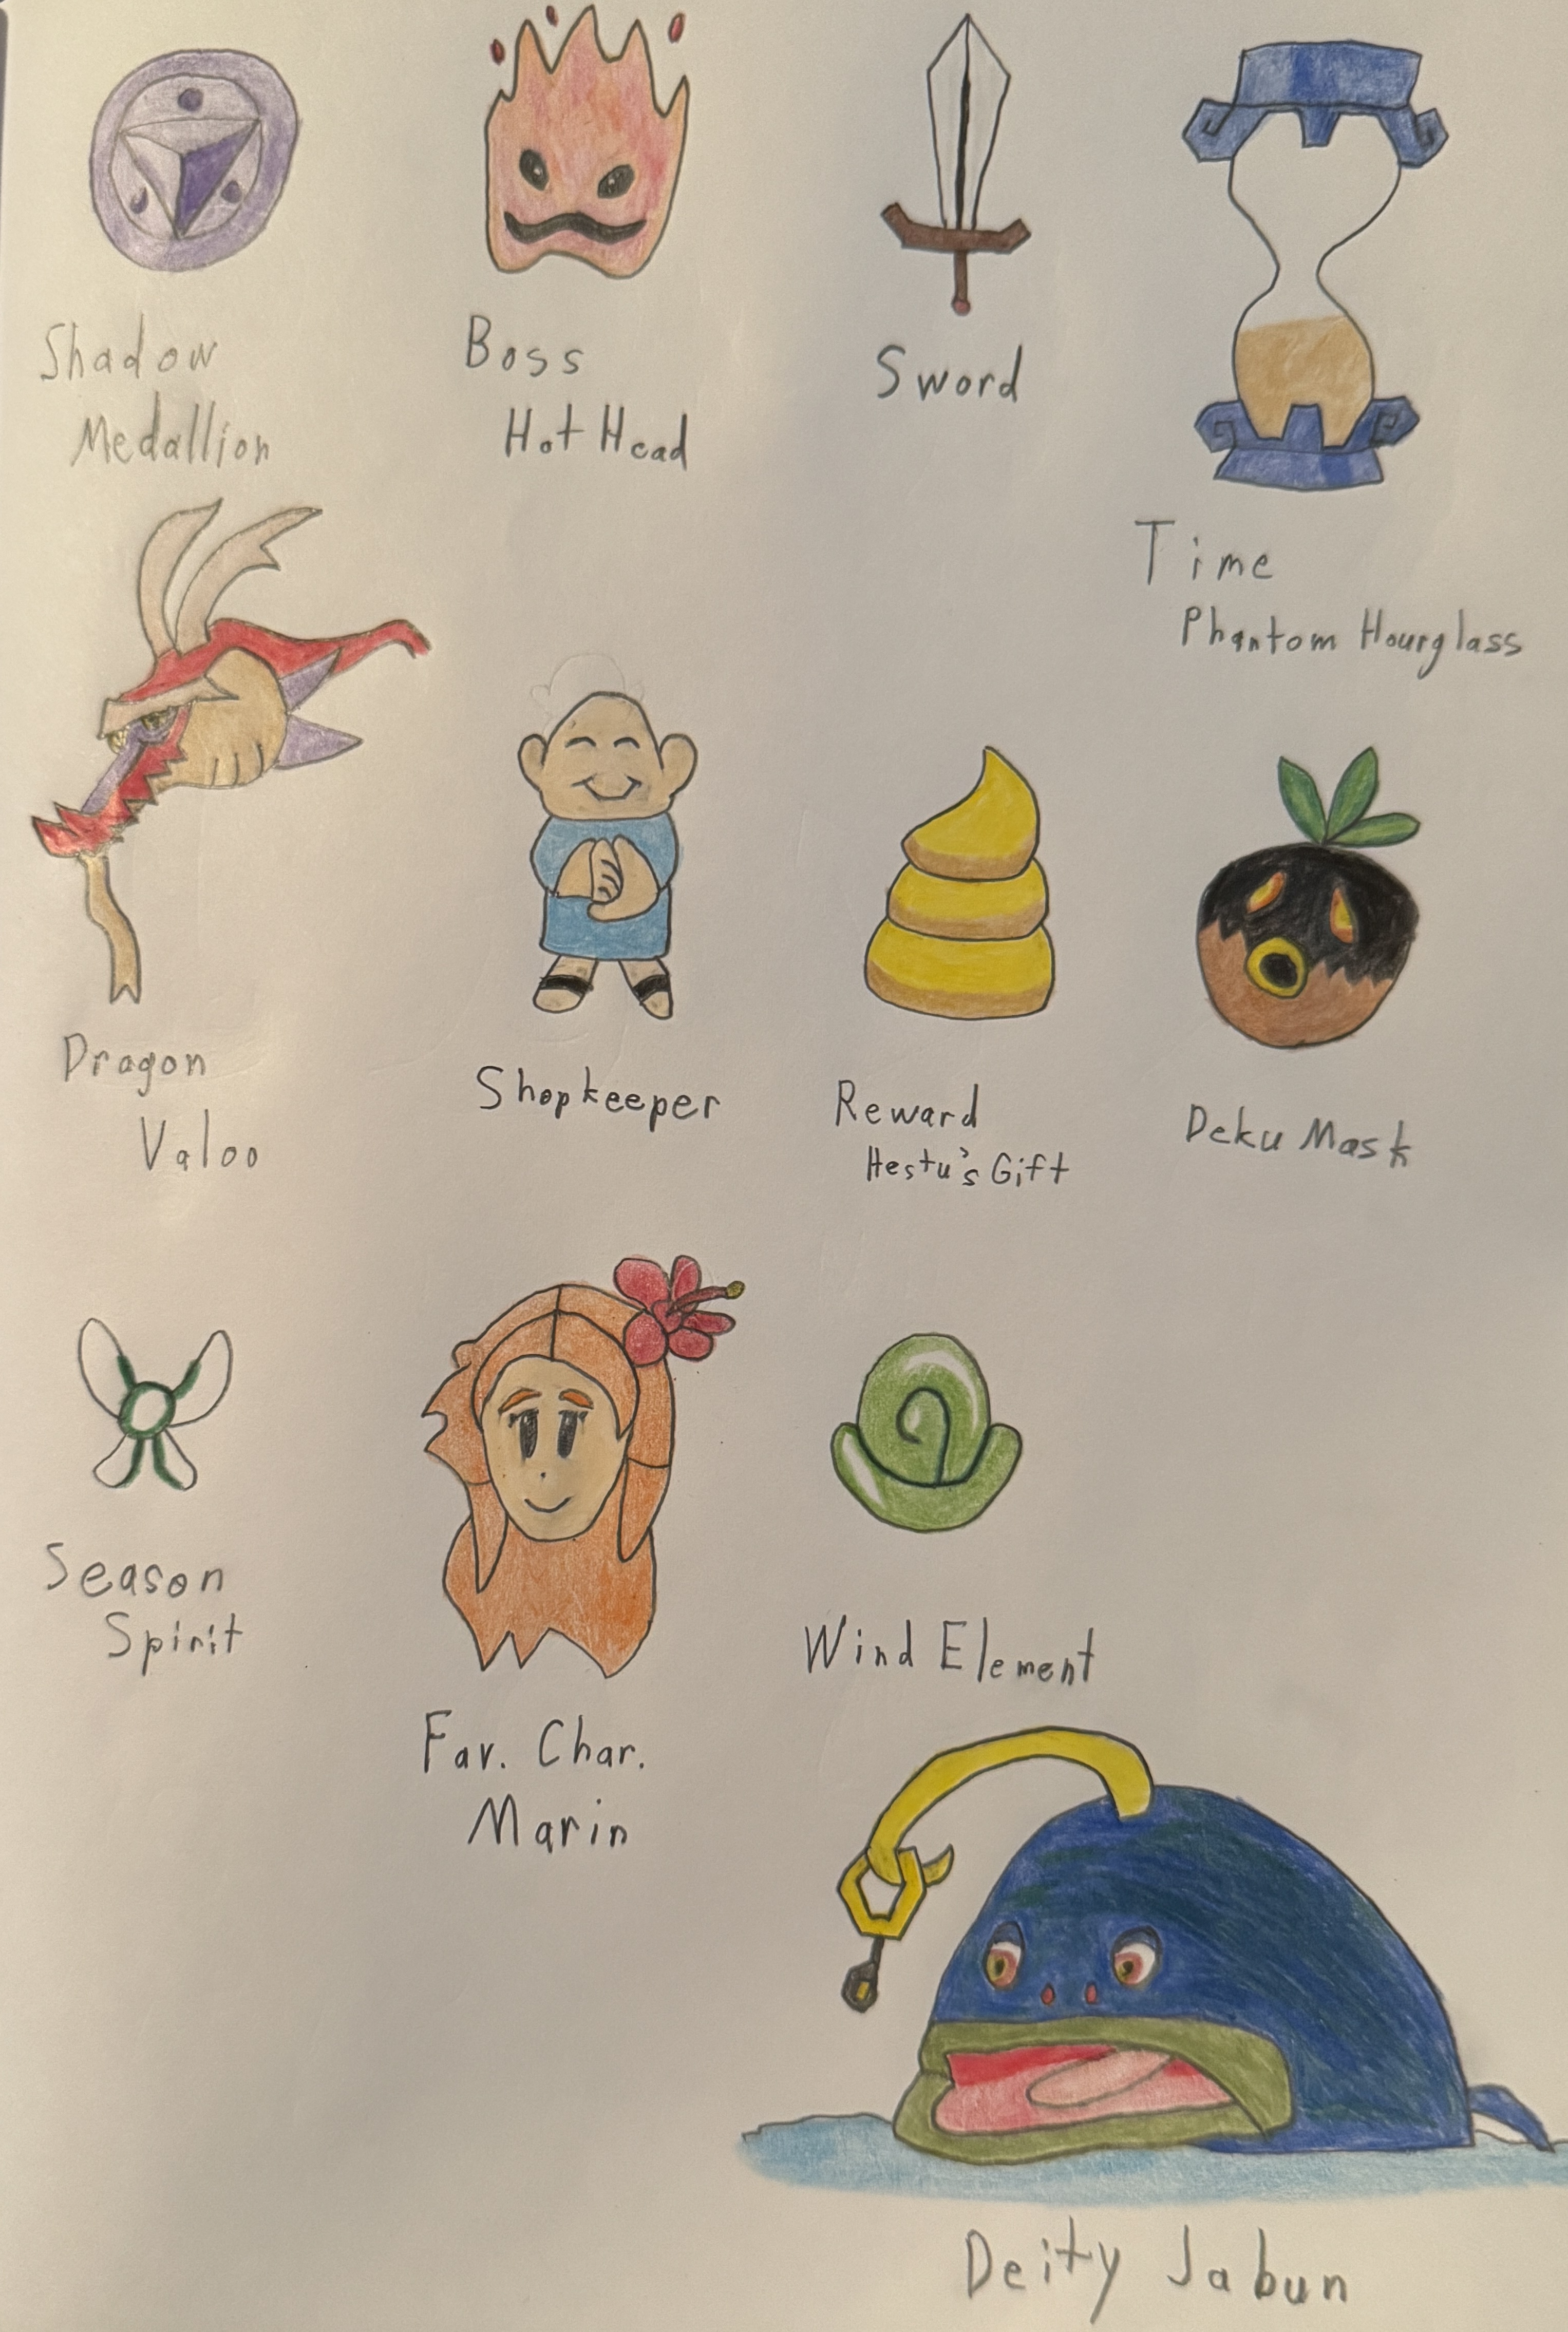 Shadow
Medallion
Boss
Hot Head
Sword
Time
Phantom Hourglass
Dragon
Valoo
Shopkeeper
Reward
Hestu's Gift
Deku Mask
Season
Spirit
Fav. Char.
Marin
Wind Element
Deity Jabun